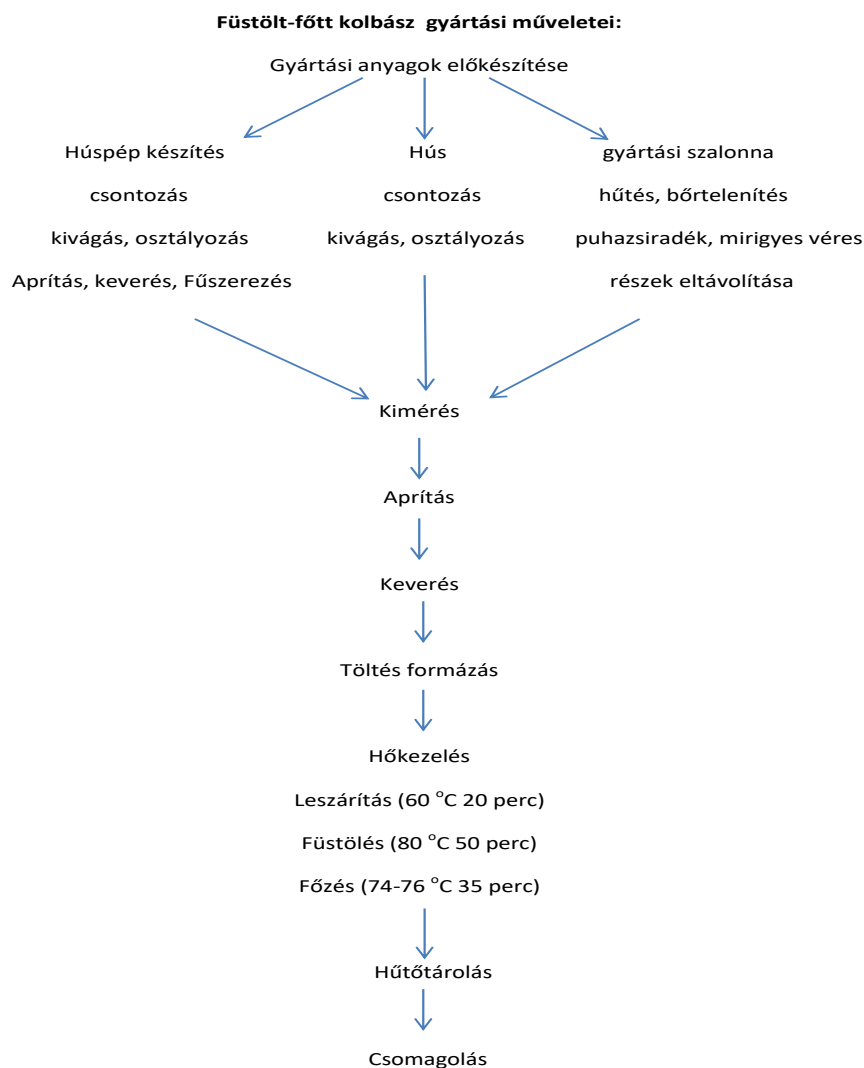 Füstölt-főtt kolbász gyártási műveletei:
Gyártási anyagok előkészítése
Húspép készítés
csontozás
kivágás, osztályozás
Aprítás, keverés, Fűszerezés
Hús
csontozás
kivágás, osztályozás
gyártási szalonna
hűtés, bőrtelenítés
puhazsiradék, mirigyes véres
részek eltávolítása
Kimérés
Aprítás
Keverés
Töltés formázás
Hőkezelés
Leszárítás (60 °C 20 perc)
Füstölés (80 °C 50 perc)
Főzés (74-76 °C 35 perc)
Hűtőtárolás
Csomagolás